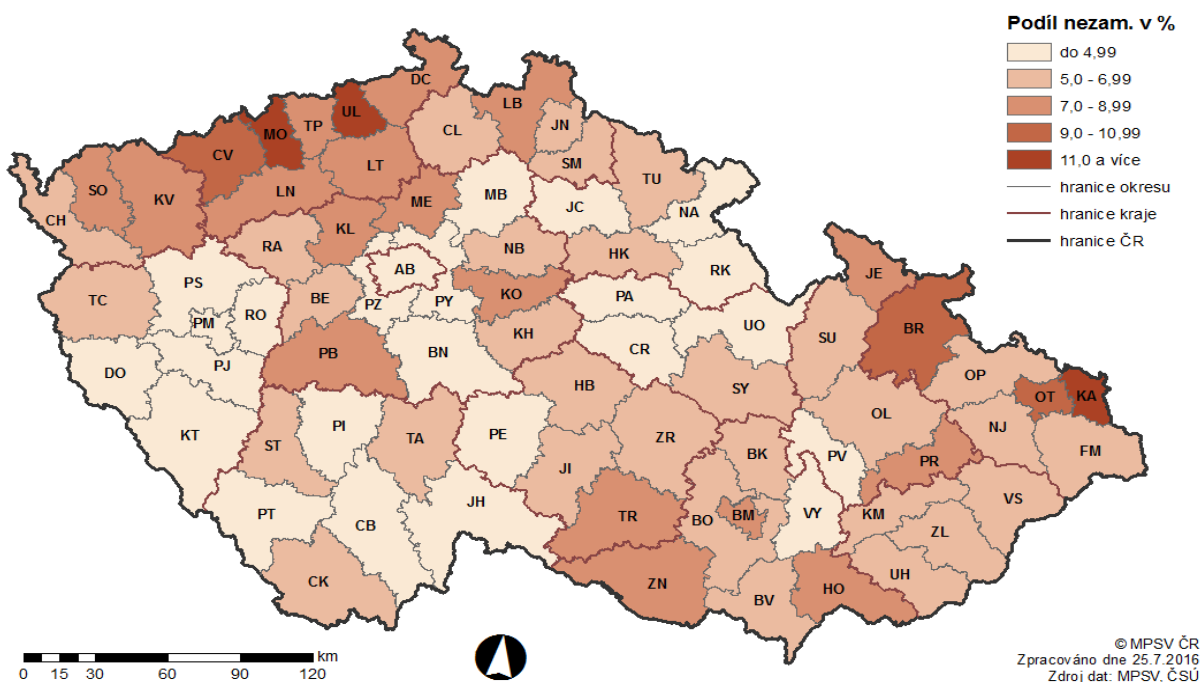 Podíl nezam. v %
do 4,99
5,0 - 6,99
7,0 - 8,99
9,0 - 10,99
11,0 a více
hranice okresu
hranice kraje
hranice ČR
DC
LB
UL
TP
MO
CL
JN
CV
SM
LT
TU
SO
LN
MB
KV
ME
JC
NA
CH
KL
RA
NB
HK
AB
RK
JE
PS
TC
BE
PZ
PY
KO
PA
RO
PM
UO
BR
KH
SU
PB
BN
CR
DO
PJ
OP
HB
SY
OT
KA
OL
KT
PI
TA
PE
ZR
NJ
ST
BK
PV
FM
PR
JI
VS
PT
CB
JH
TR
BO
BM
VY
KM
ZL
CK
ZN
HO
UH
BV
km
0 15 30 60 90 120
© MPSV ČR
Zpracováno dne 25.7.2016
Zdroj dat: MPSV, ČSÚ